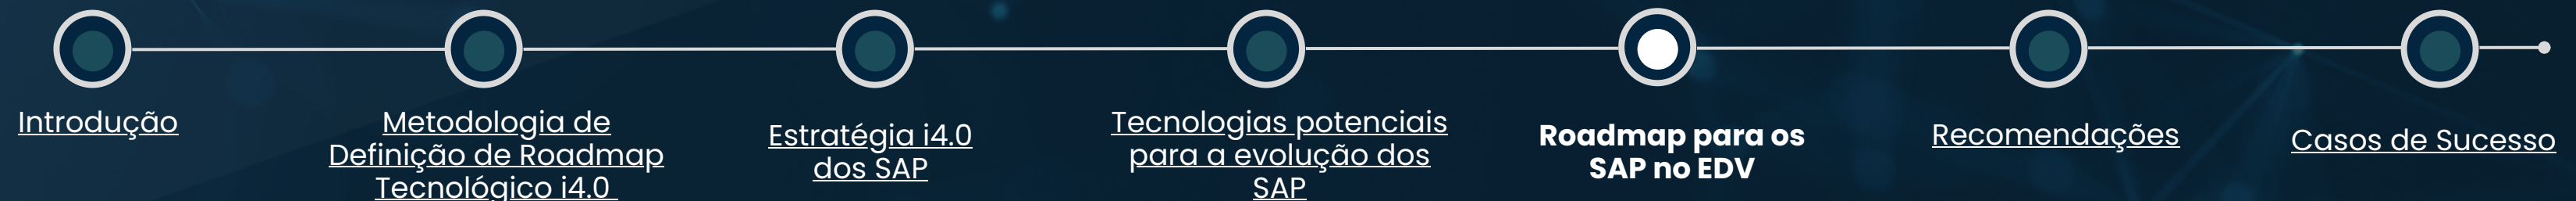 Introdução
Metodologia de
Definição de Roadmap
Tecnológico i4.0
Estratégia i4.0
dos SAP
Tecnologias potenciais
para a evolução dos
SAP
Roadmap para os
SAP no EDV
Recomendações
Casos de Sucesso